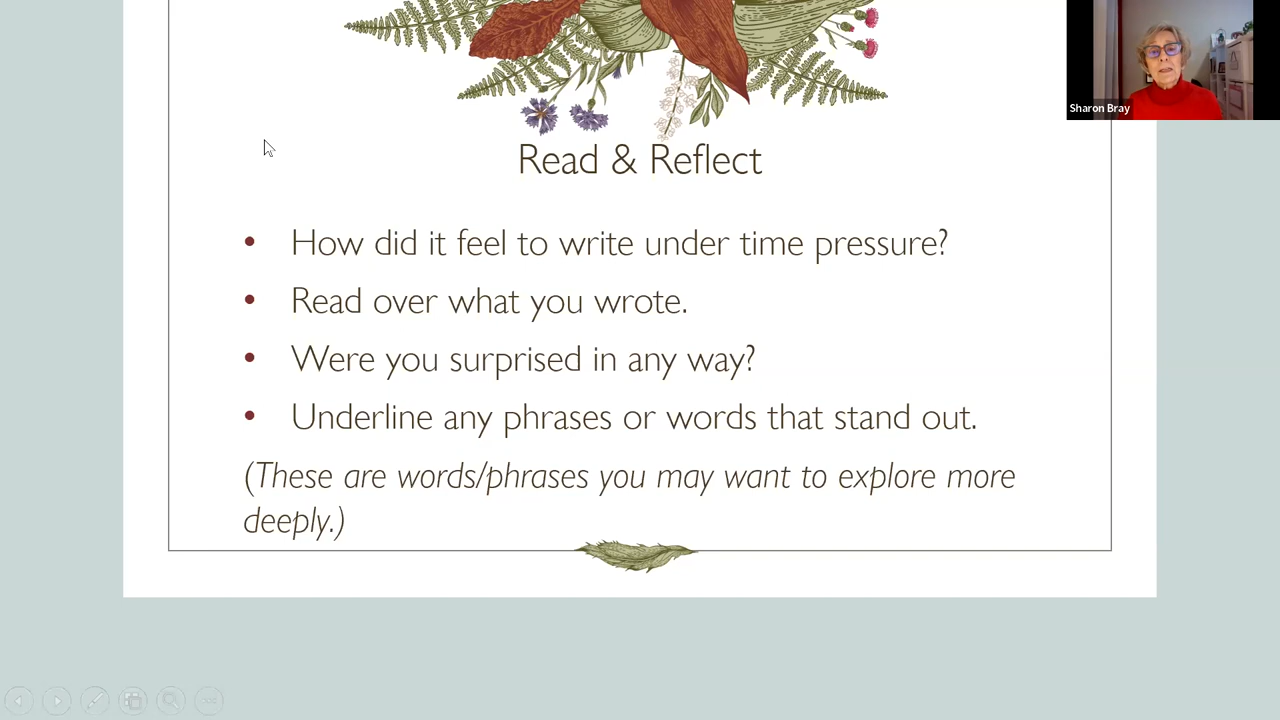 Sharon Bray
Read & Reflect
• How did it feel to write under time pressure?
• Read over what you wrote.
• Were you surprised in any way?
• Underline any phrases or words that stand out.
(These are words/phrases you may want to explore more
deeply.)